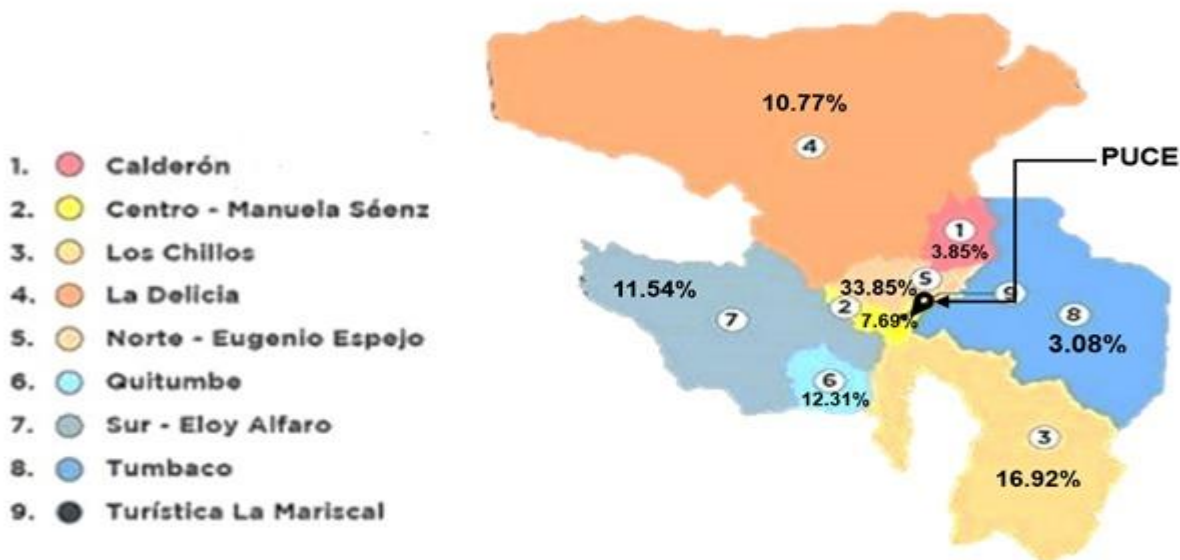 1. Calderón
2. Centro - Manuela Sáenz
3. Los Chillos
4. La Delicia
5. Norte - Eugenio Espejo
6. Quitumbe
7. Sur - Eloy Alfaro
8. Tumbaco
9. Turística La Mariscal
10.77%
4
PUCE
1
3.85%
5
33.85%
9
11.54%
2
7.69%
7
8
3.08%
6
12.31%
3
16.92%